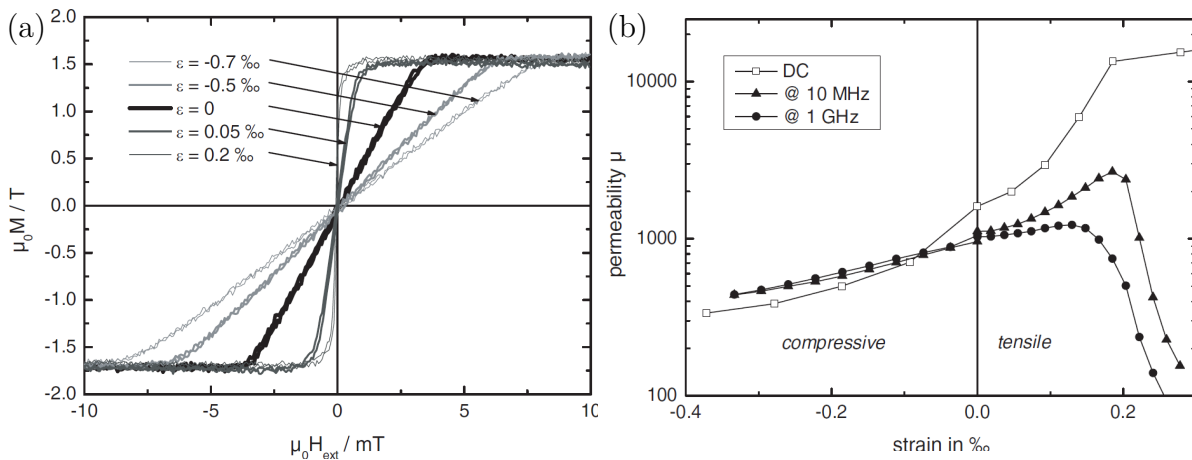 (a)
μ₀M / T
2.0
1.5
1.0
0.5
0.0
-0.5
-1.0
-1.5
-2.0
ε = -0.7 ‰
ε = -0.5 ‰
ε = 0
ε = 0.05 ‰
ε = 0.2 ‰
-10
-5
0
5
10
μ₀H_ext / mT
(b)
permeability μ
10000
1000
100
DC
@ 10 MHz
@ 1 GHz
compressive
tensile
-0.4
-0.2
0.0
0.2
strain in ‰